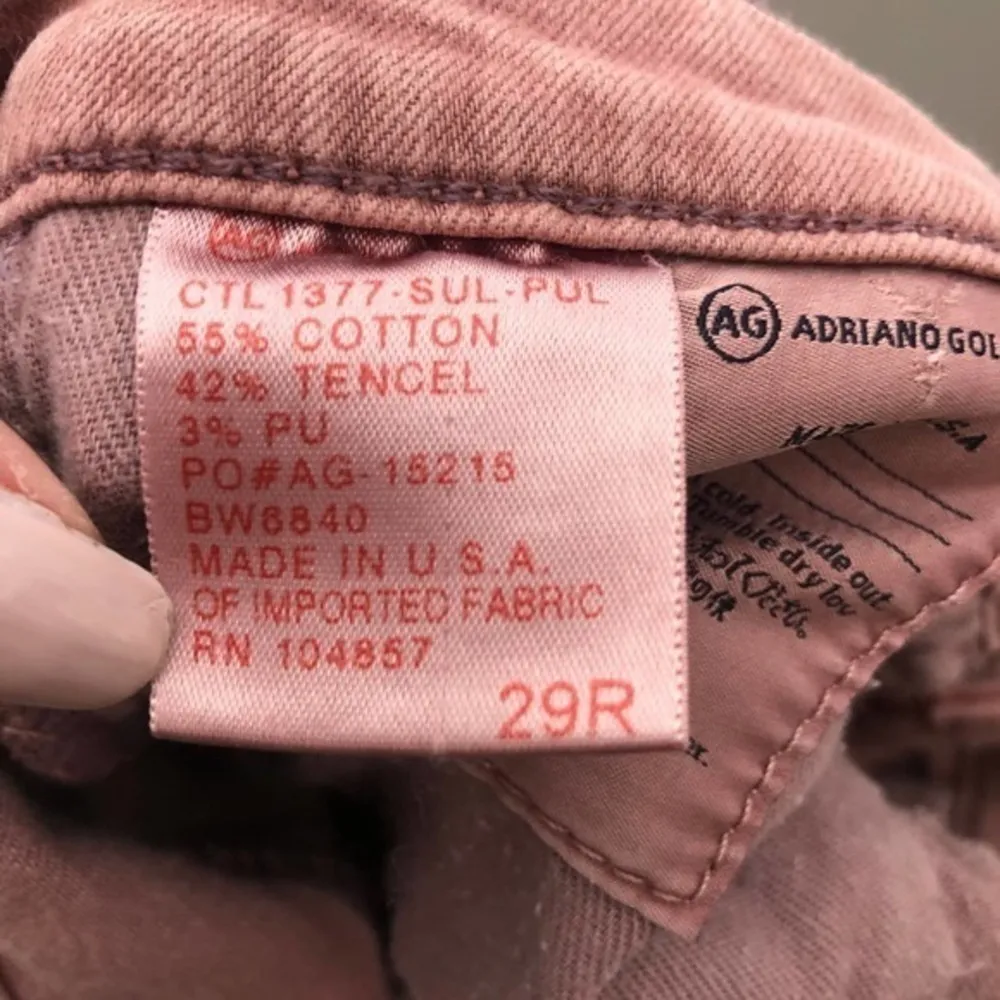 AG
CTL1377-SUL-PUL
55% COTTON
42% TENCEL
3% PU
PO#AG-15215
BW6840
MADE IN U S.A.
OF IMPORTED FABRIC
RN 104857
29R
AG ADRIANO GOL
S.A
cold. Inside out
Tumble dry low